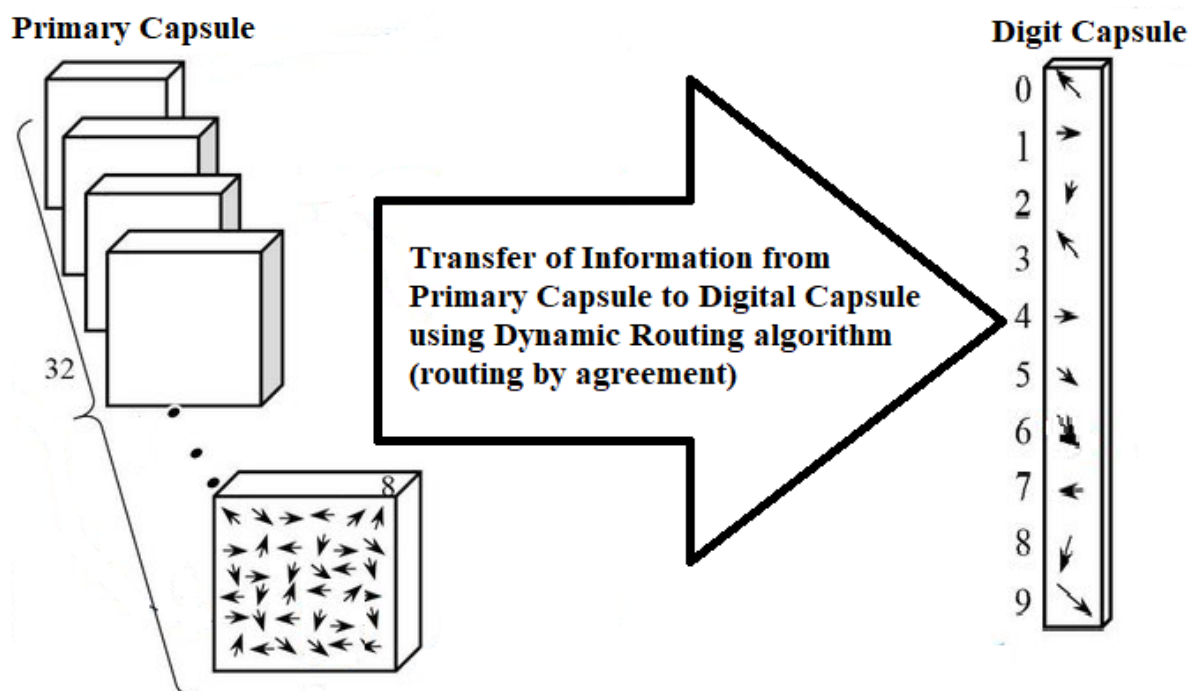 Primary Capsule
32
8
Transfer of Information from
Primary Capsule to Digital Capsule
using Dynamic Routing algorithm
(routing by agreement)
Digit Capsule
0
1
2
3
4
5
6
7
8
9